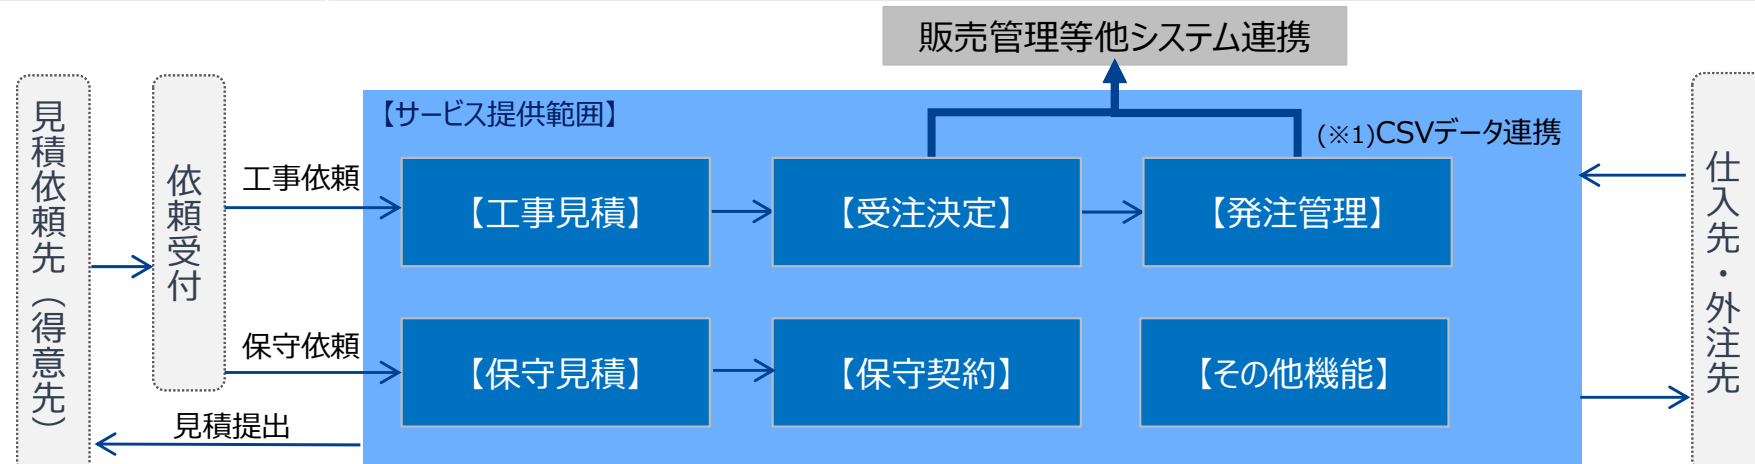 販売管理等他システム連携
見積依頼先（得意先）
依頼受付
【サービス提供範囲】
(※1)CSVデータ連携
仕入先・外注先
工事依頼
【工事見積】
【受注決定】
【発注管理】
保守依頼
【保守見積】
【保守契約】
【その他機能】
見積提出